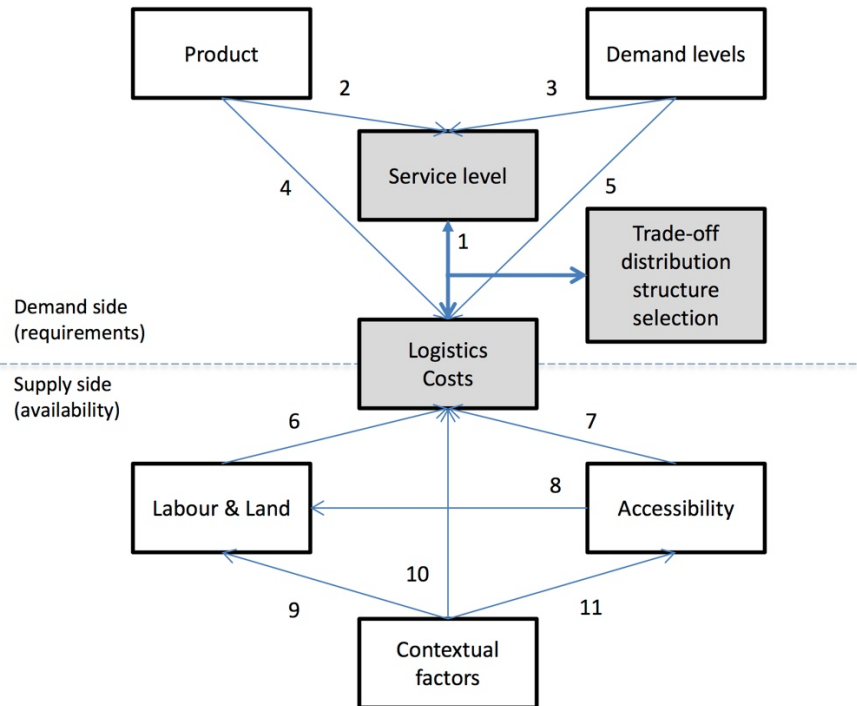 Product
Demand levels
2
3
Service level
4
5
1
Trade-off
distribution
structure
selection
Demand side
(requirements)
Logistics
Costs
Supply side
(availability)
6
7
Labour & Land
8
Accessibility
10
9
11
Contextual
factors